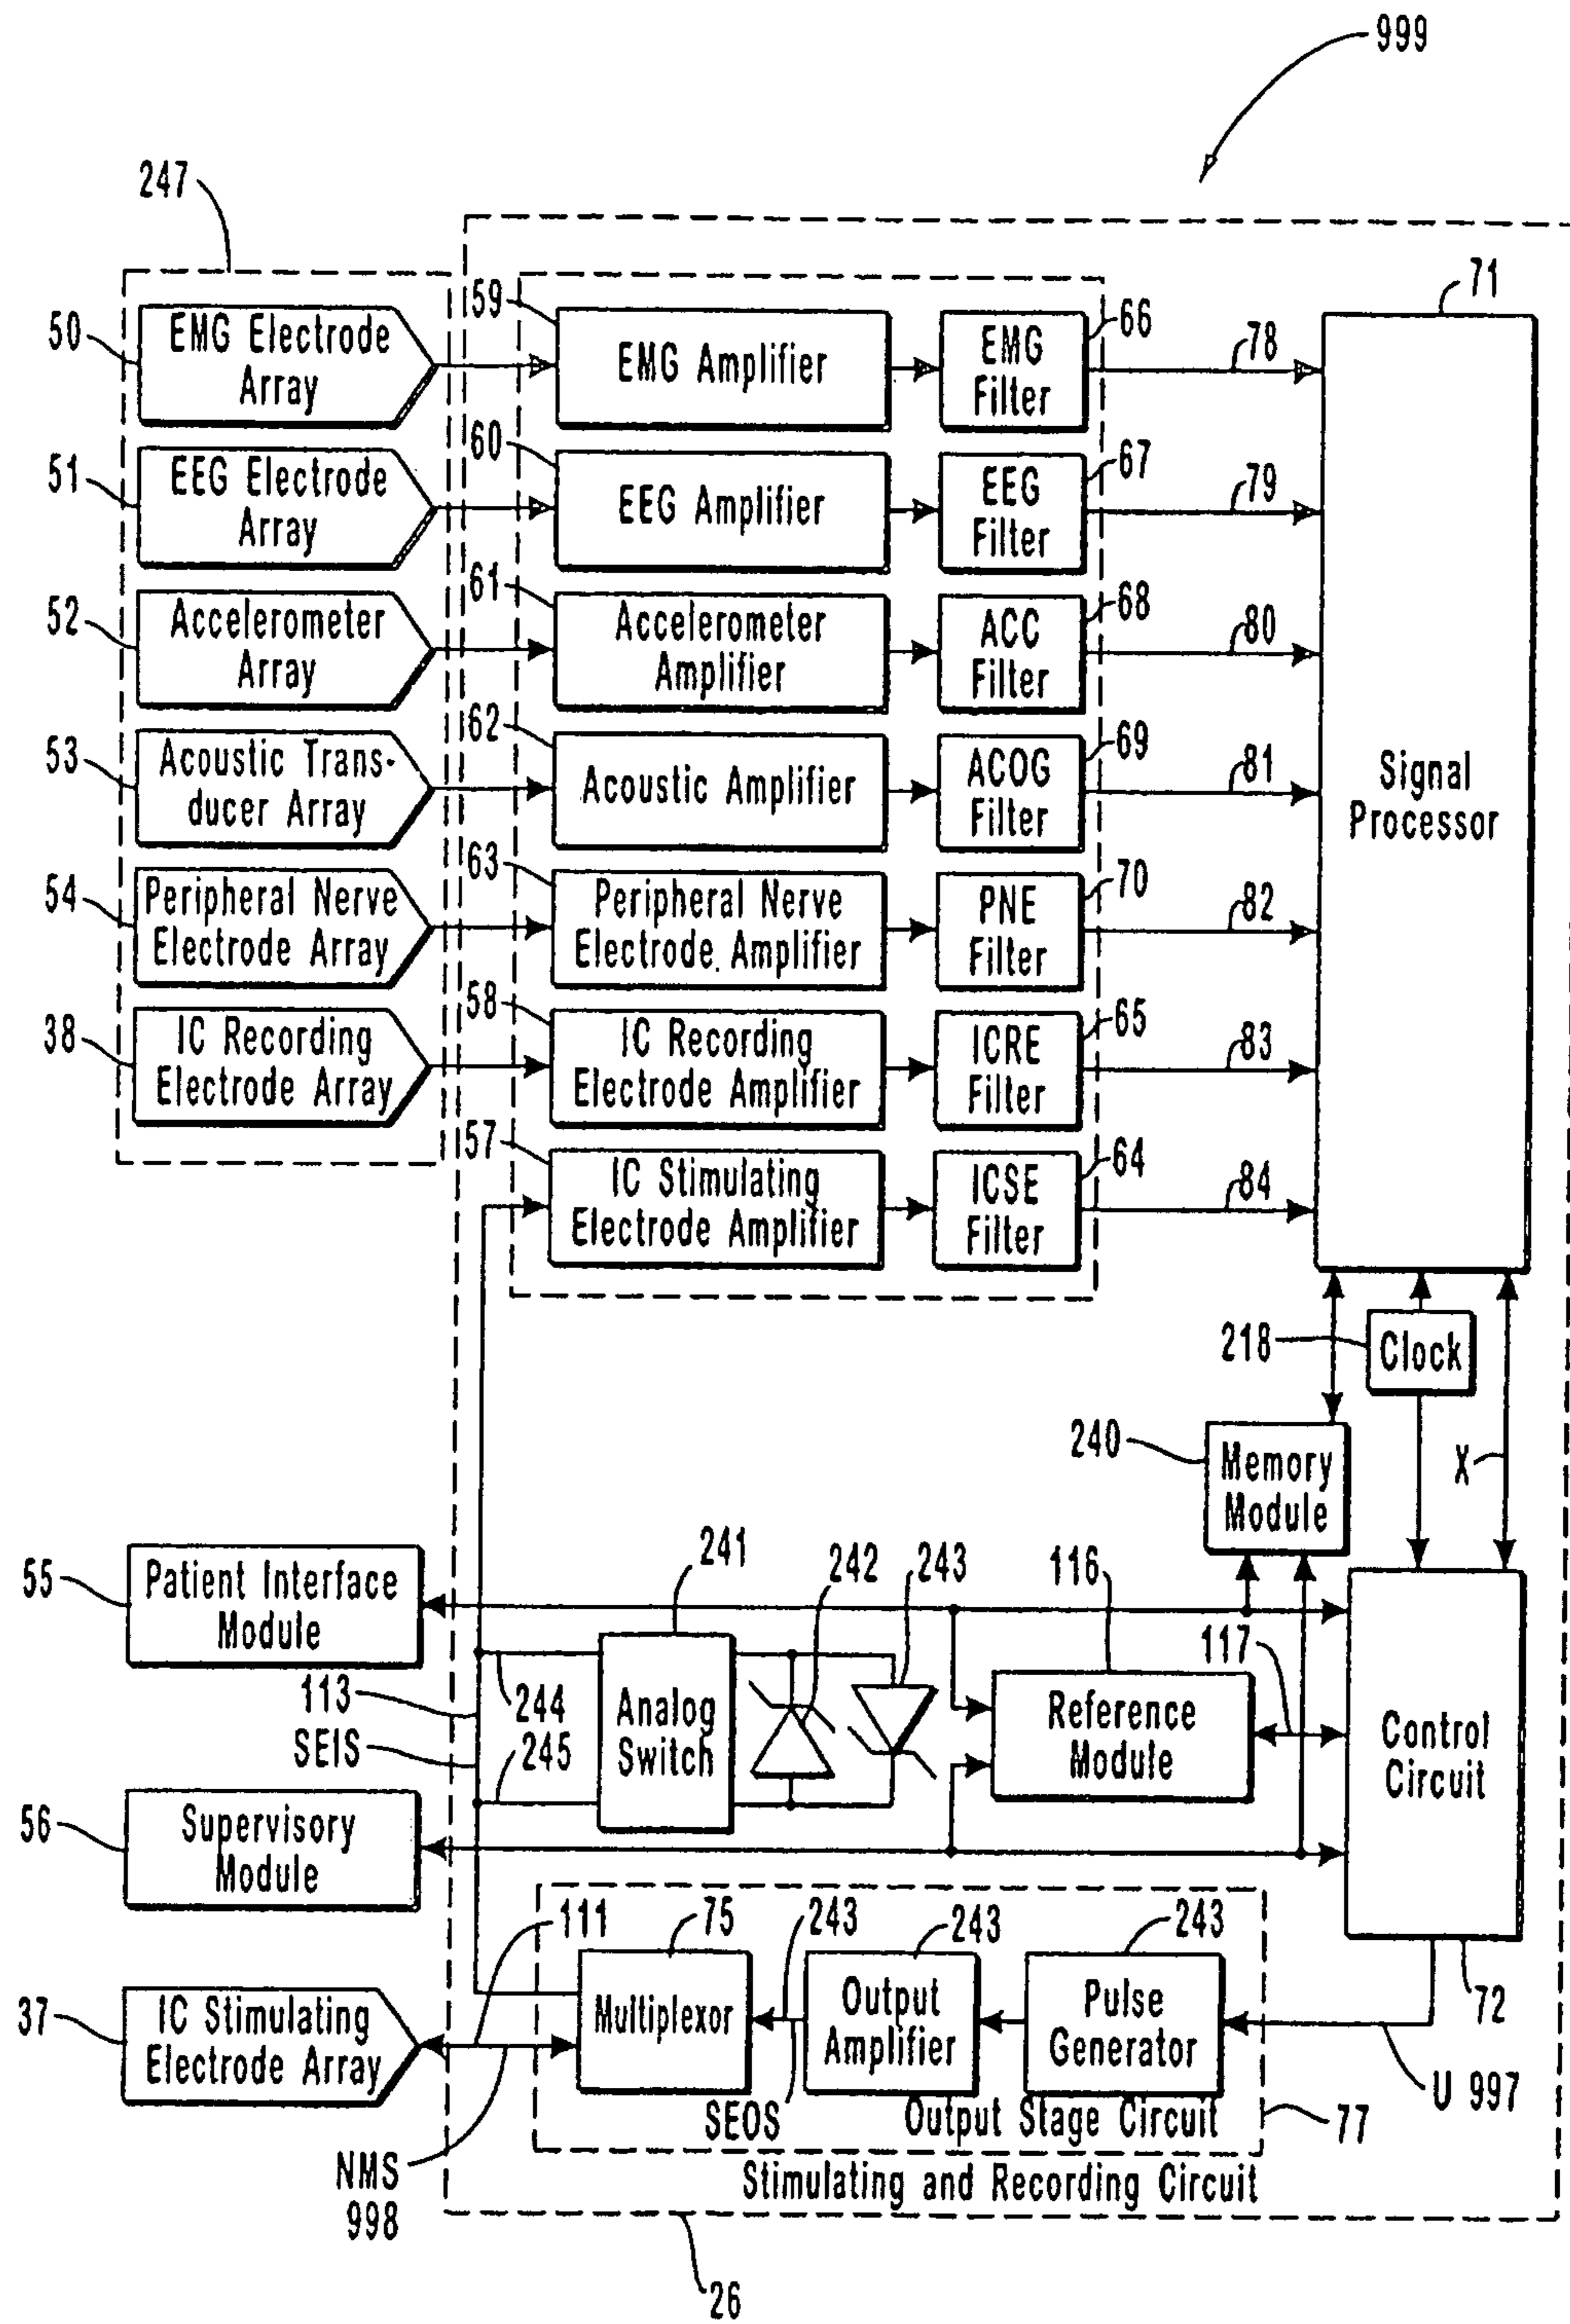 999
247
50
EMG Electrode
Array
59
EMG Amplifier
EMG
Filter
66
78
71
51
EEG Electrode
Array
60
EEG Amplifier
EEG
Filter
67
79
52
Accelerometer
Array
61
Accelerometer
Amplifier
ACC
Filter
68
80
53
Acoustic Trans-
ducer Array
62
Acoustic Amplifier
ACOG
Filter
69
81
Signal
Processor
54
Peripheral Nerve
Electrode Array
63
Peripheral Nerve
Electrode Amplifier
PNE
Filter
70
82
38
IC Recording
Electrode Array
58
IC Recording
Electrode Amplifier
ICRE
Filter
65
83
57
IC Stimulating
Electrode Amplifier
ICSE
Filter
64
84
218
Clock
240
Memory
Module
X
55
Patient Interface
Module
241
242
243
116
117
113
SEIS
244
245
Analog
Switch
Reference
Module
Control
Circuit
56
Supervisory
Module
111
75
243
243
243
72
37
IC Stimulating
Electrode Array
Multiplexor
Output
Amplifier
Pulse
Generator
U 997
SEOS
Output Stage Circuit
77
NMS
998
Stimulating and Recording Circuit
26